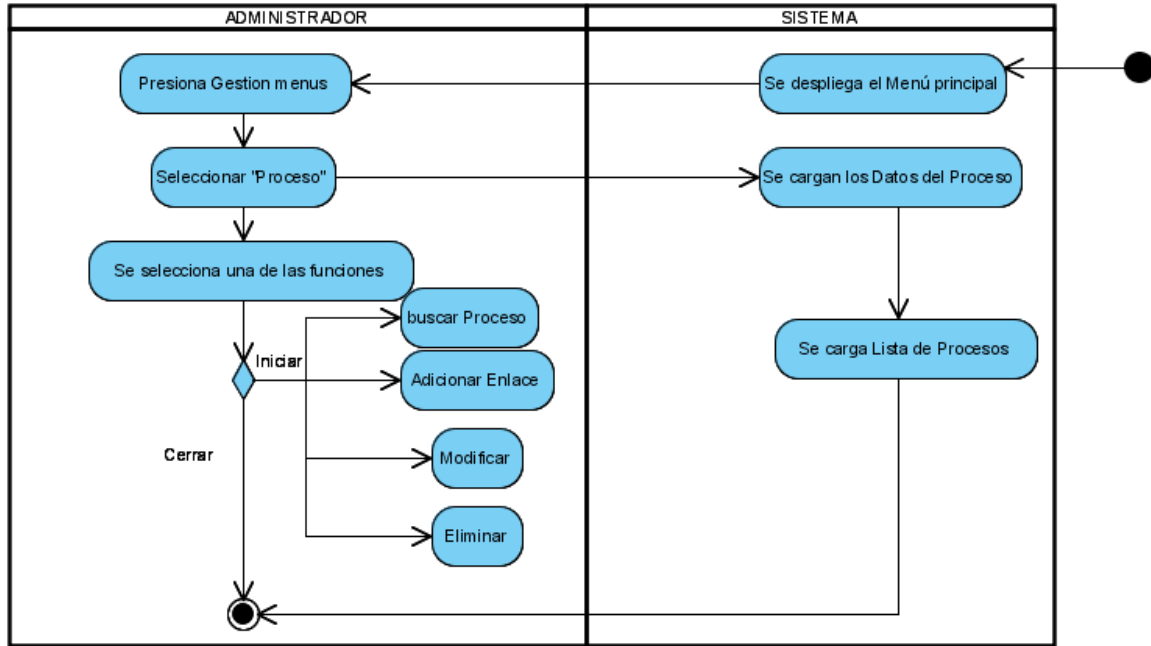 ADMINISTRADOR
SISTEMA
Presiona Gestion menus
Se despliega el Menú principal
Seleccionar "Proceso"
Se cargan los Datos del Proceso
Se selecciona una de las funciones
buscar Proceso
Se carga Lista de Procesos
Iniciar
Adicionar Enlace
Cerrar
Modificar
Eliminar